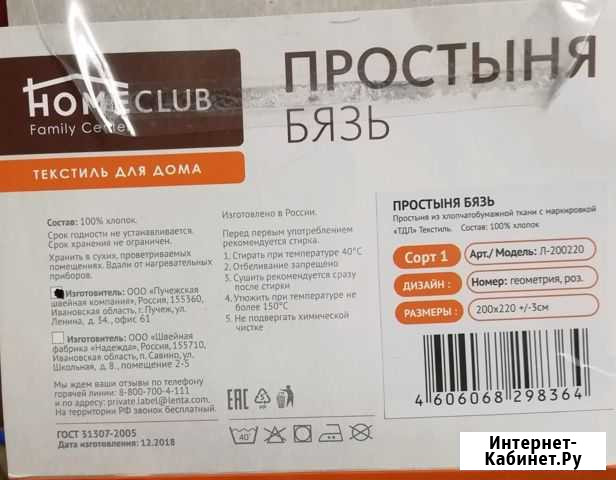 ПРОСТЫНЯ
БЯЗЬ
HOMECLUB
Family Center
ТЕКСТИЛЬ ДЛЯ ДОМА
Состав: 100% хлопок.
Срок годности не устанавливается.
Срок хранения не ограничен.
Хранить в сухих, проветриваемых
помещениях. Вдали от нагревательных
приборов.
Изготовитель: ООО «Пучежская
швейная компания», Россия, 155360,
Ивановская область, г. Пучеж, ул.
Ленина, д. 34., офис 61
Изготовитель: ООО «Швейная
фабрика «Надежда», Россия, 155710,
Ивановская область, п. Савино, ул.
Школьная, д. 8., помещение 2-5
Мы ждем ваши отзывы по телефону
горячей линии: 8-800-700-4-111
и по адресу: private.label@lenta.com.
На территории РФ звонок бесплатный.
ГОСТ 31307-2005
Дата изготовления: 12.2018
Изготовлено в России.
Перед первым употреблением
рекомендуется стирка.
1. Стирать при температуре 40°С
2. Отбеливание запрещено
3. Сушить рекомендуется сразу
после стирки
4. Утюжить при температуре не
более 150°С
5. Не подвергать химической
чистке
EAC
5
PP
40°
ПРОСТЫНЯ БЯЗЬ
Простыня из хлопчатобумажной ткани с маркировкой
«ТДЛ» Текстиль. Состав: 100% хлопок
Сорт 1
Арт./ Модель: Л-200220
ДИЗАЙН :
Номер: геометрия, роз.
РАЗМЕРЫ :
200х220 +/-3см
4 606068 298364
Интернет-
Кабинет.Ру